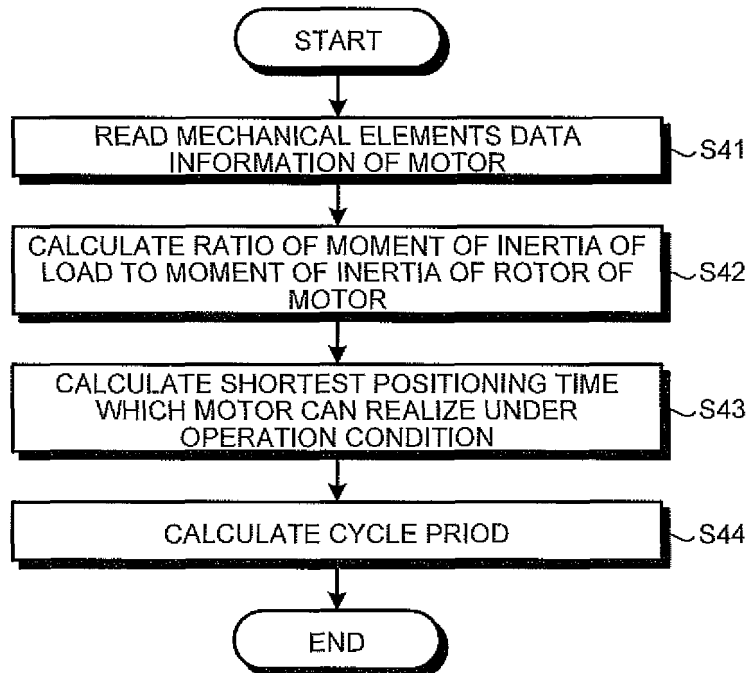 START
READ MECHANICAL ELEMENTS DATA
INFORMATION OF MOTOR
S41
CALCULATE RATIO OF MOMENT OF INERTIA OF
LOAD TO MOMENT OF INERTIA OF ROTOR OF
MOTOR
S42
CALCULATE SHORTEST POSITIONING TIME
WHICH MOTOR CAN REALIZE UNDER
OPERATION CONDITION
S43
CALCULATE CYCLE PRIOD
S44
END